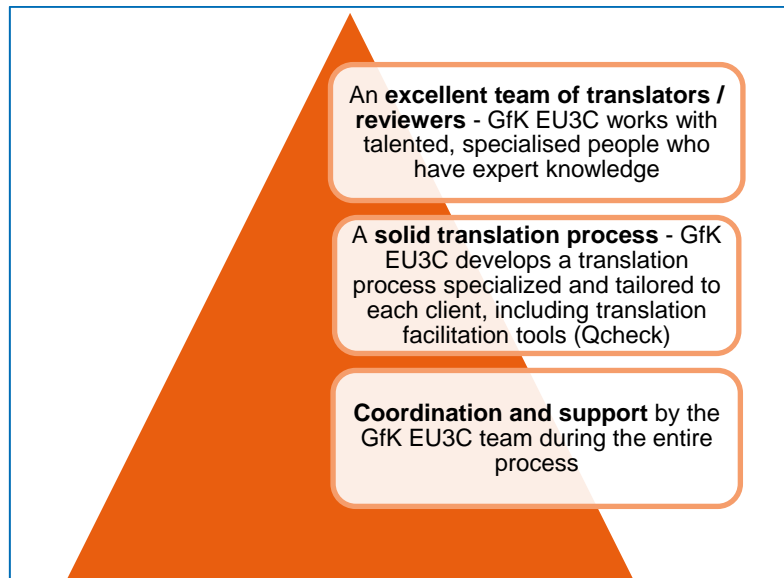 An excellent team of translators /
reviewers - GfK EU3C works with
talented, specialised people who
have expert knowledge
A solid translation process - GfK
EU3C develops a translation
process specialized and tailored to
each client, including translation
facilitation tools (Qcheck)
Coordination and support by the
GfK EU3C team during the entire
process